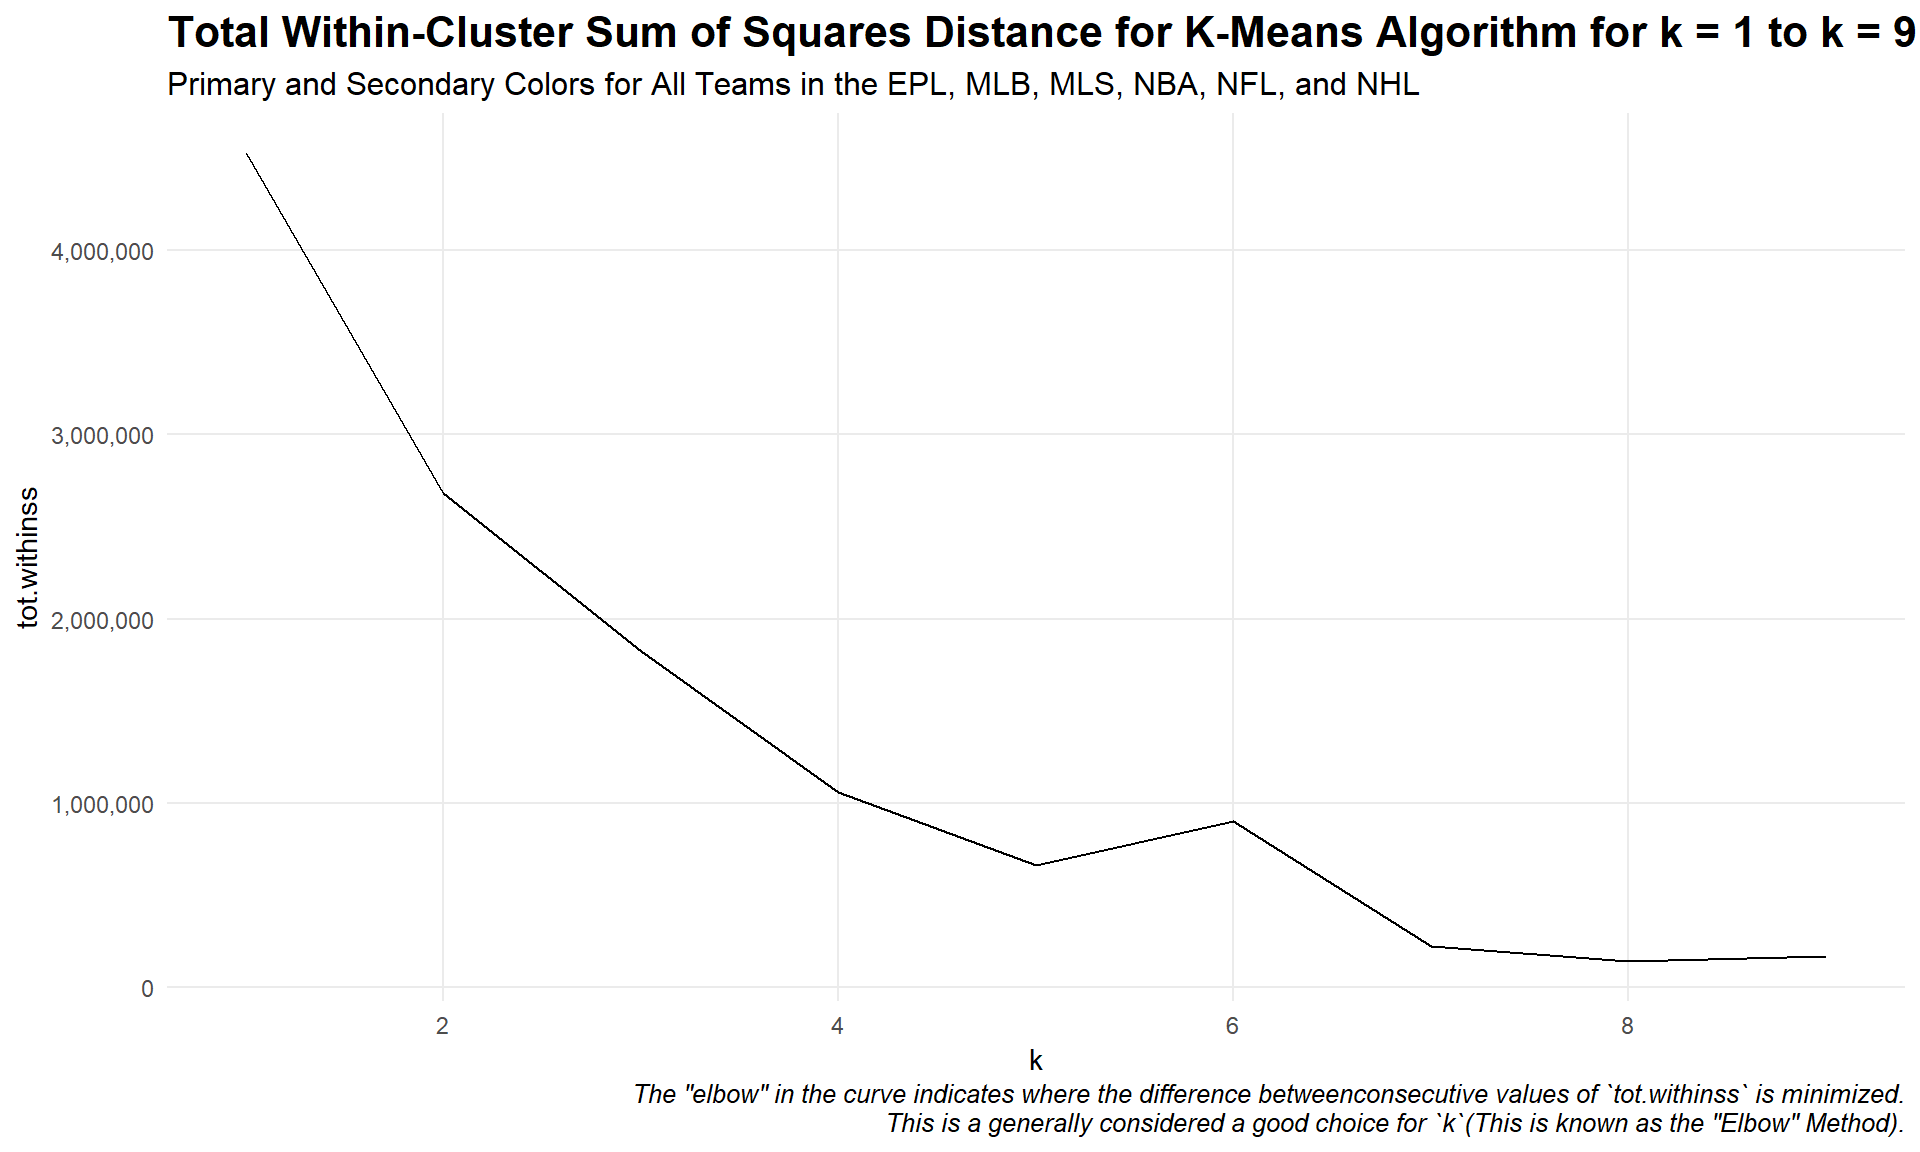 Total Within-Cluster Sum of Squares Distance for K-Means Algorithm for k = 1 to k = 9
Primary and Secondary Colors for All Teams in the EPL, MLB, MLS, NBA, NFL, and NHL
tot.withinss
4,000,000
3,000,000
2,000,000
1,000,000
0
2
4
6
8
k
The "elbow" in the curve indicates where the difference betweenconsecutive values of `tot.withinss` is minimized.
This is a generally considered a good choice for `k`(This is known as the "Elbow" Method).